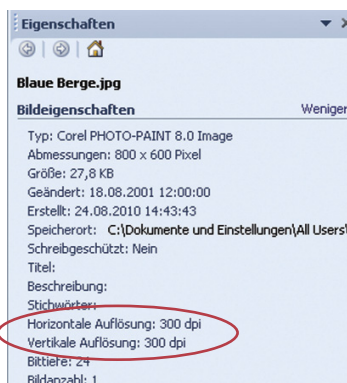 Eigenschaften
Blaue Berge.jpg
Bildeigenschaften Weniger
Typ: Corel PHOTO-PAINT 8.0 Image
Abmessungen: 800 x 600 Pixel
Größe: 27,8 KB
Geändert: 18.08.2001 12:00:00
Erstellt: 24.08.2010 14:43:43
Speicherort: C:\Dokumente und Einstellungen\All Users\
Schreibgeschützt: Nein
Titel:
Beschreibung:
Stichwörter:
Horizontale Auflösung: 300 dpi
Vertikale Auflösung: 300 dpi
Bittiefe: 24
Bildanzahl: 1